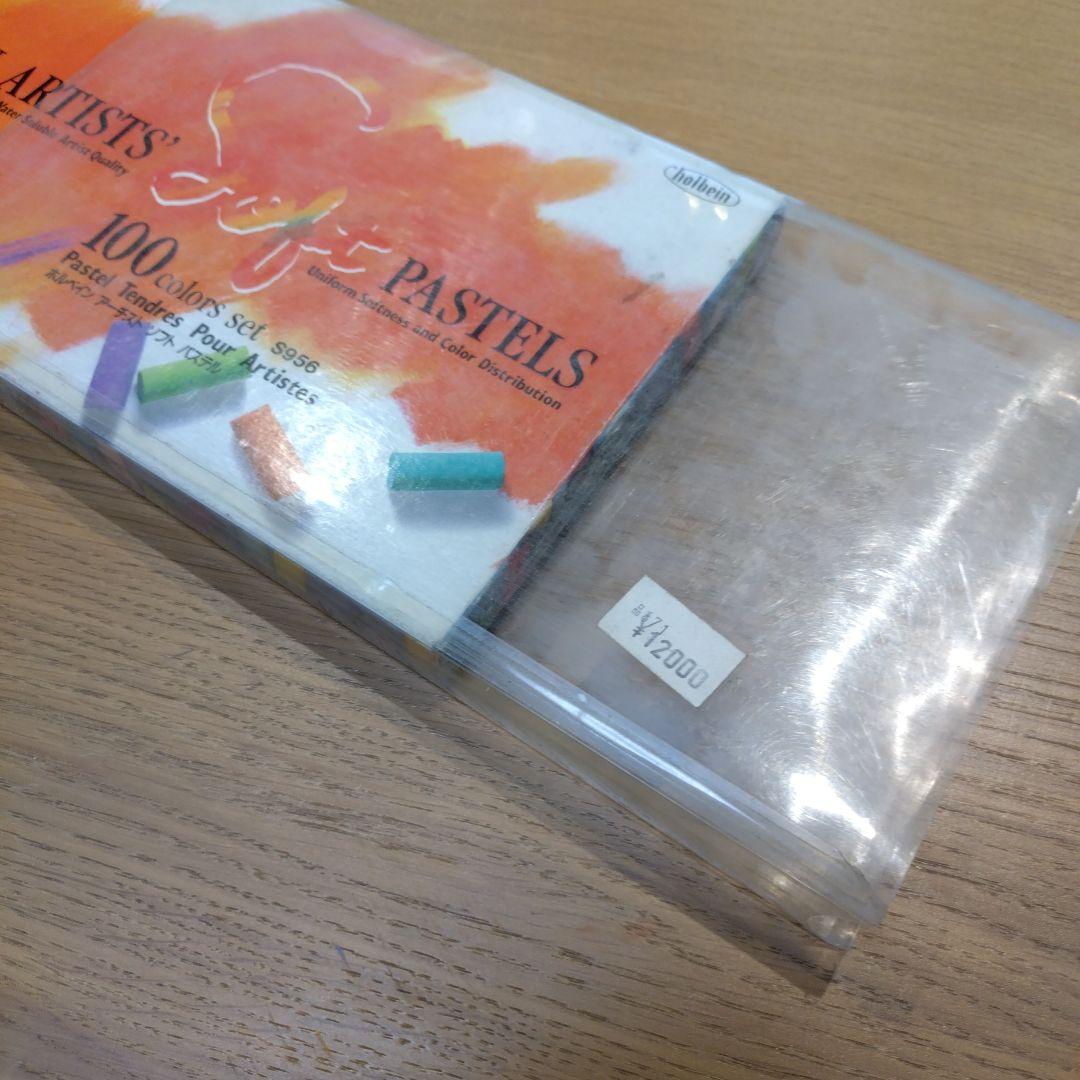 ARTISTS'
Water-Soluble Artist Quality
Soft
PASTELS
Uniform Softness and Color Distribution
holbein
100 colors set S956
Pastel Tendres Pour Artistes
ホルベイン アーチスト ソフト パステル
¥12000